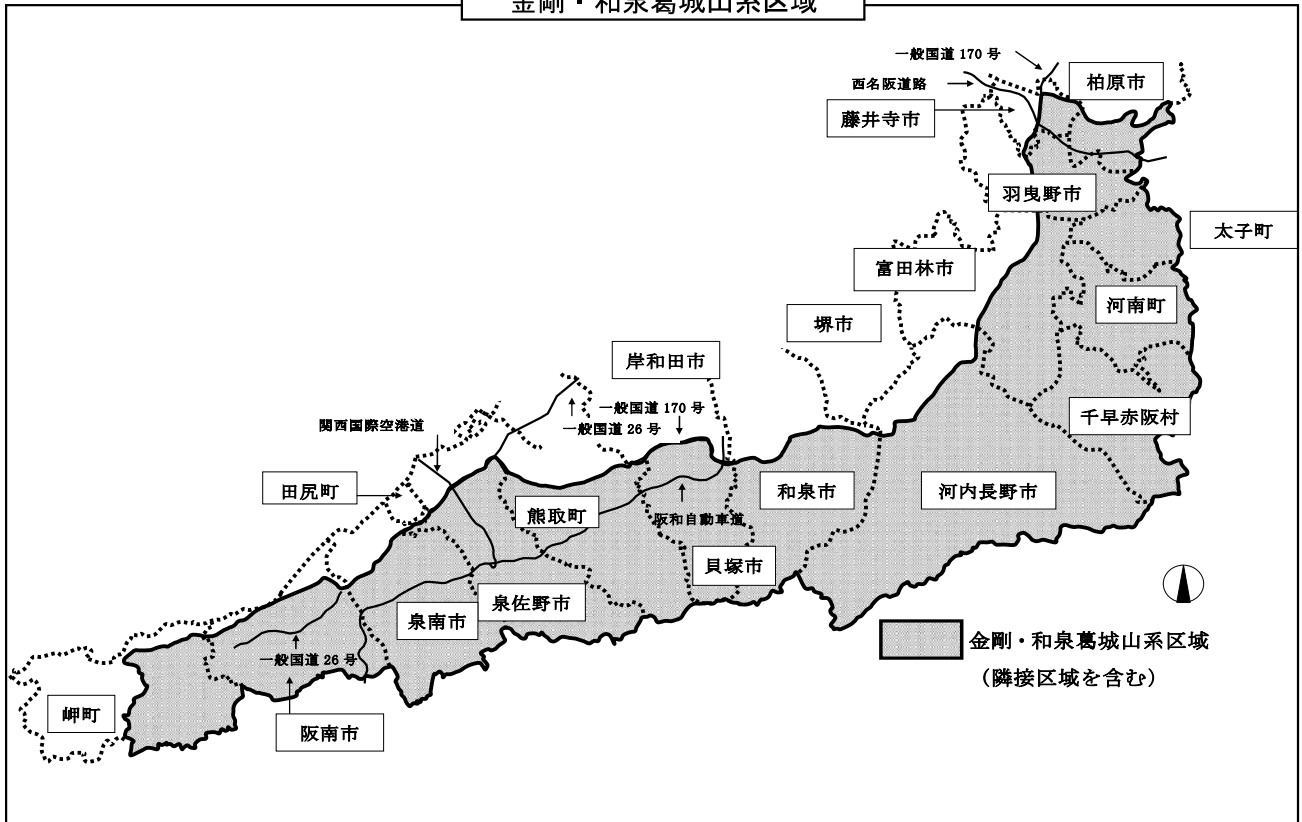 金剛・和泉葛城山系区域
一般国道 170 号
柏原市
西名阪道路
藤井寺市
羽曳野市
太子町
富田林市
河南町
堺市
岸和田市
一般国道 170 号
千早赤阪村
関西国際空港道
一般国道 26 号
田尻町
和泉市
河内長野市
熊取町
阪和自動車道
貝塚市
泉佐野市
泉南市
金剛・和泉葛城山系区域
（隣接区域を含む）
一般国道 26 号
岬町
阪南市